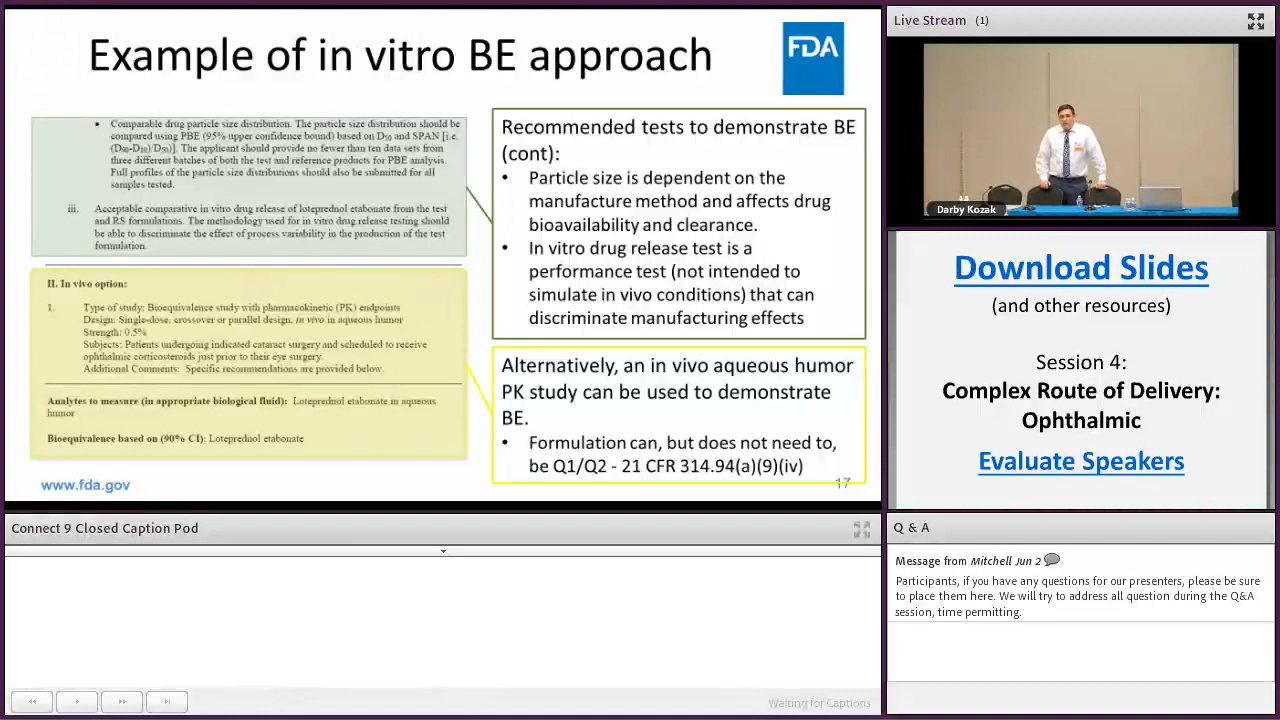 Example of in vitro BE approach
FDA
• Comparable drug particle size distribution. The particle size distribution should be
compared using PBE (95% upper confidence bound) based on D50 and SPAN [i.e.
(D90-D10)/D50)]. The applicant should provide no fewer than ten data sets from
three different batches of both the test and reference products for PBE analysis.
Full profiles of the particle size distributions should also be submitted for all
samples tested.
iii. Acceptable comparative in vitro drug release of loteprednol etabonate from the test
and RS formulations. The methodology used for in vitro drug release testing should
be able to discriminate the effect of process variability in the production of the test
formulation.
II. In vivo option:
1. Type of study: Bioequivalence study with pharmacokinetic (PK) endpoints
Design: Single-dose, crossover or parallel design, in vivo in aqueous humor
Strength: 0.5%
Subjects: Patients undergoing indicated cataract surgery and scheduled to receive
ophthalmic corticosteroids just prior to their eye surgery.
Additional Comments: Specific recommendations are provided below.
Analytes to measure (in appropriate biological fluid): Loteprednol etabonate in aqueous
humor
Bioequivalence based on (90% CI): Loteprednol etabonate
Recommended tests to demonstrate BE
(cont):
• Particle size is dependent on the
manufacture method and affects drug
bioavailability and clearance.
• In vitro drug release test is a
performance test (not intended to
simulate in vivo conditions) that can
discriminate manufacturing effects
Alternatively, an in vivo aqueous humor
PK study can be used to demonstrate
BE.
• Formulation can, but does not need to,
be Q1/Q2 - 21 CFR 314.94(a)(9)(iv)
www.fda.gov
17
Live Stream (1)
Darby Kozak
Download Slides
(and other resources)
Session 4:
Complex Route of Delivery:
Ophthalmic
Evaluate Speakers
Connect 9 Closed Caption Pod
Waiting for Captions
Q & A
Message from Mitchell Jun 2
Participants, if you have any questions for our presenters, please be sure
to place them here. We will try to address all question during the Q&A
session, time permitting.